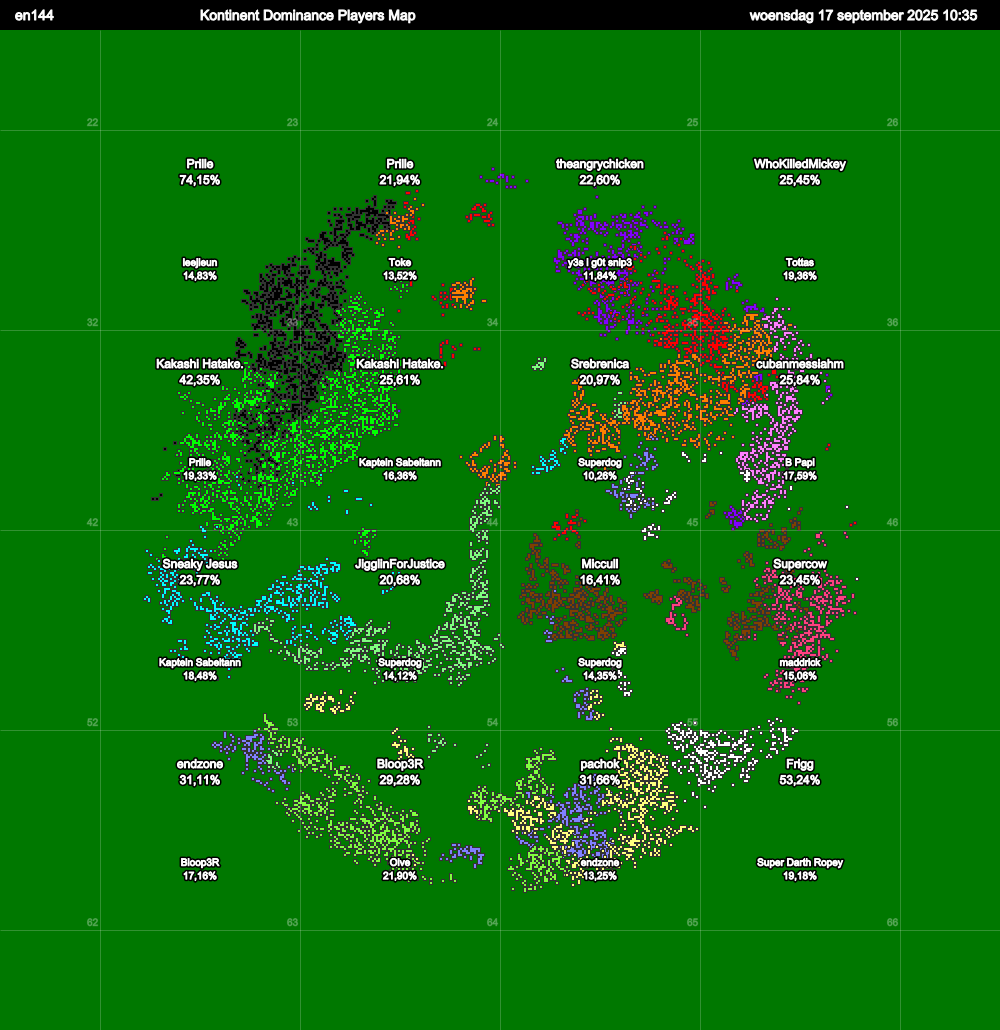 en144 Kontinent Dominance Players Map woensdag 17 september 2025 10:35
22 23 24 25 26
Prille Prille theangrychicken WhoKilledMickey
74,15% 21,94% 22,60% 25,45%
leejieun Toke y3s i g0t snip3 Tottas
14,83% 13,52% 11,84% 19,36%
32 33 34 35 36
Kakashi Hatake. Kakashi Hatake. Srebrenica cubanmessiahm
42,35% 25,61% 20,97% 25,84%
Prille Kaptein Sabeltann Superdog B Papi
19,33% 16,36% 10,26% 17,59%
42 43 44 45 46
Sneaky Jesus JigglinForJustice Miccull Supercow
23,77% 20,68% 16,41% 23,45%
Kaptein Sabeltann Superdog Superdog maddrick
18,48% 14,12% 14,35% 15,06%
52 53 54 55 56
endzone Bloop3R pachok Frigg
31,11% 29,28% 31,66% 53,24%
Bloop3R Olve endzone Super Darth Ropey
17,16% 21,90% 13,25% 19,18%
62 63 64 65 66